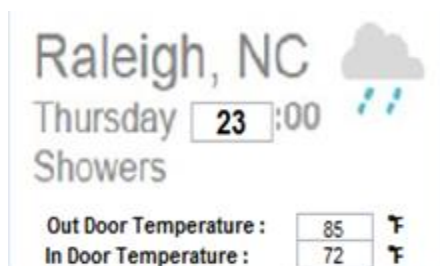 Raleigh, NC
Thursday 23 :00
Showers
Out Door Temperature : 85 °F
In Door Temperature : 72 °F